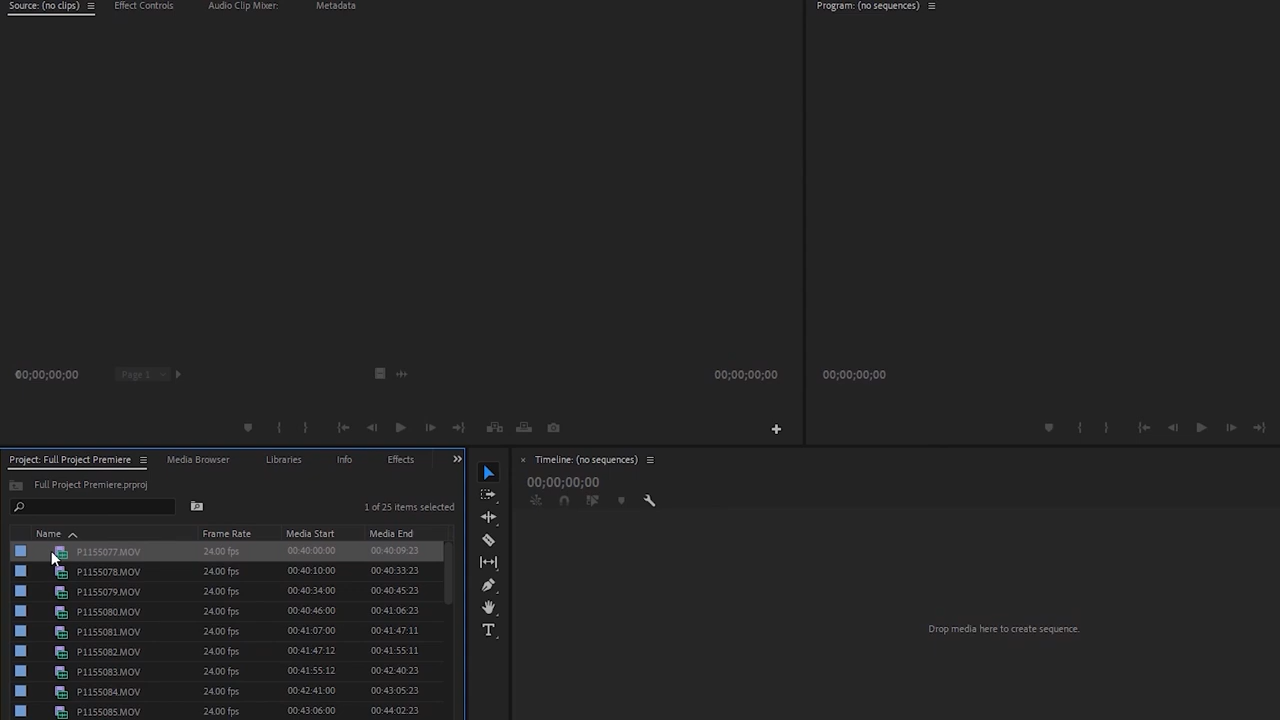 Source: (no clips) Effect Controls Audio Clip Mixer: Metadata Program: (no sequences)
00;00;00;00 Page 1 00;00;00;00 00;00;00;00
Project: Full Project Premiere Media Browser Libraries Info Effects
Full Project Premiere.prproj
1 of 25 items selected
Name Frame Rate Media Start Media End
P1155077.MOV 24.00 fps 00:40:00:00 00:40:09:23
P1155078.MOV 24.00 fps 00:40:10:00 00:40:33:23
P1155079.MOV 24.00 fps 00:40:34:00 00:40:45:23
P1155080.MOV 24.00 fps 00:40:46:00 00:41:06:23
P1155081.MOV 24.00 fps 00:41:07:00 00:41:47:11
P1155082.MOV 24.00 fps 00:41:47:12 00:41:55:11
P1155083.MOV 24.00 fps 00:41:55:12 00:42:40:23
P1155084.MOV 24.00 fps 00:42:41:00 00:43:05:23
P1155085.MOV 24.00 fps 00:43:06:00 00:44:02:23
Timeline: (no sequences)
00;00;00;00
Drop media here to create sequence.